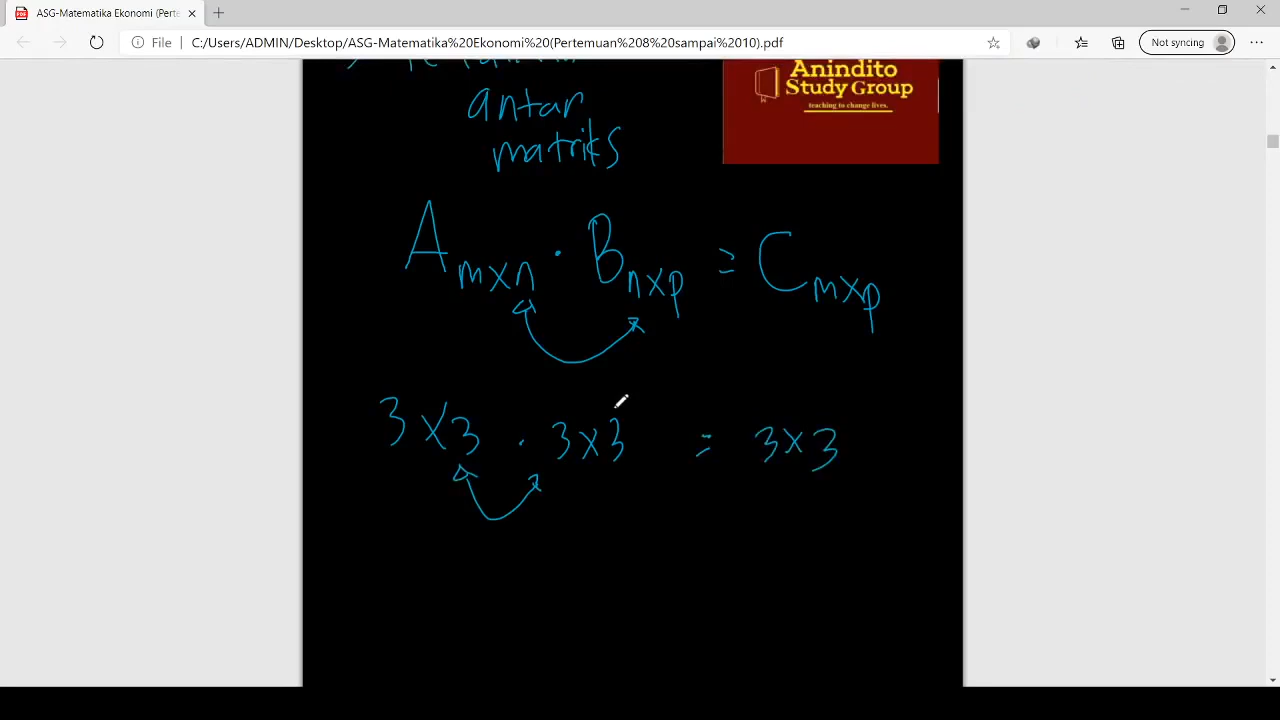 ASG-Matematika Ekonomi (Perte
File
C:/Users/ADMIN/Desktop/ASG-Matematika%20Ekonomi%20(Pertemuan%208%20sampai%2010).pdf
Not syncing
Anindito
Study Group
teaching to change lives.
antar
matriks
A m×n · B n×p = C m×p
3 × 3 · 3 × 3 = 3 × 3